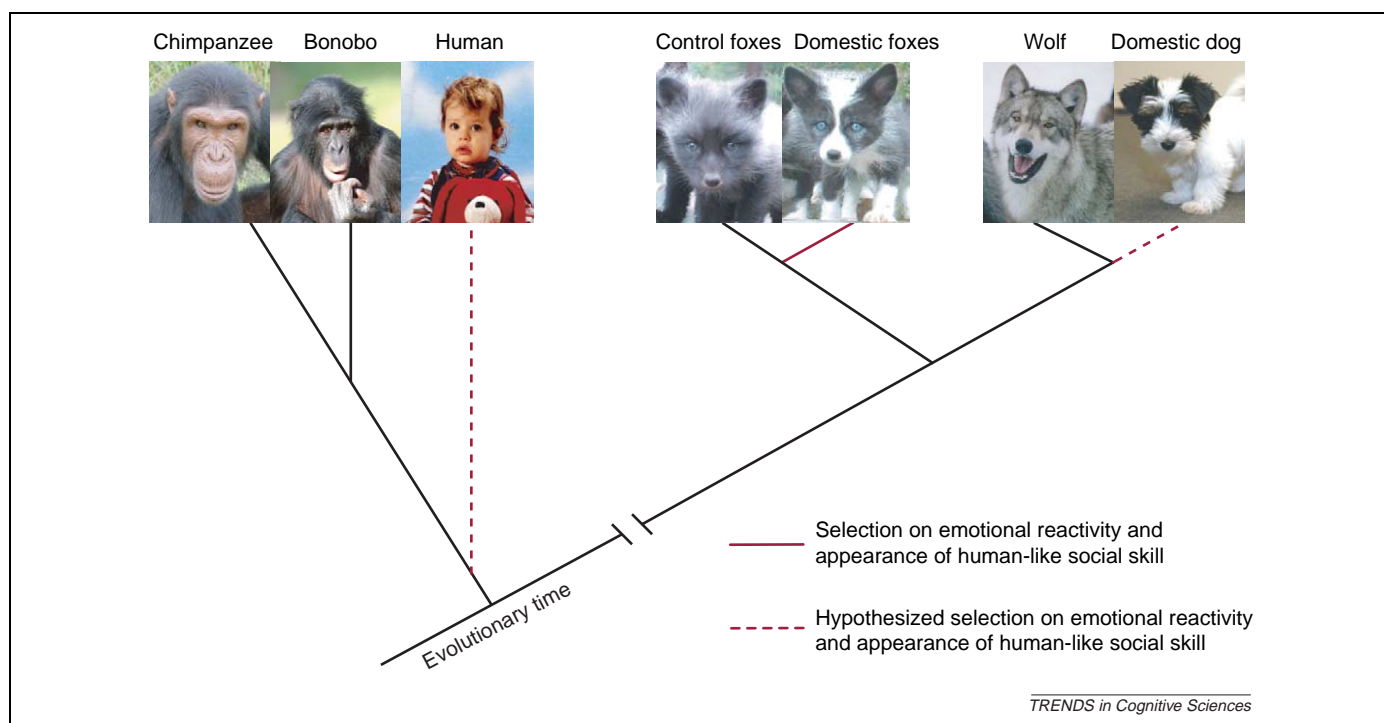 Chimpanzee Bonobo Human Control foxes Domestic foxes Wolf Domestic dog
Selection on emotional reactivity and
appearance of human-like social skill
Evolutionary time
Hypothesized selection on emotional reactivity
and appearance of human-like social skill
TRENDS in Cognitive Sciences